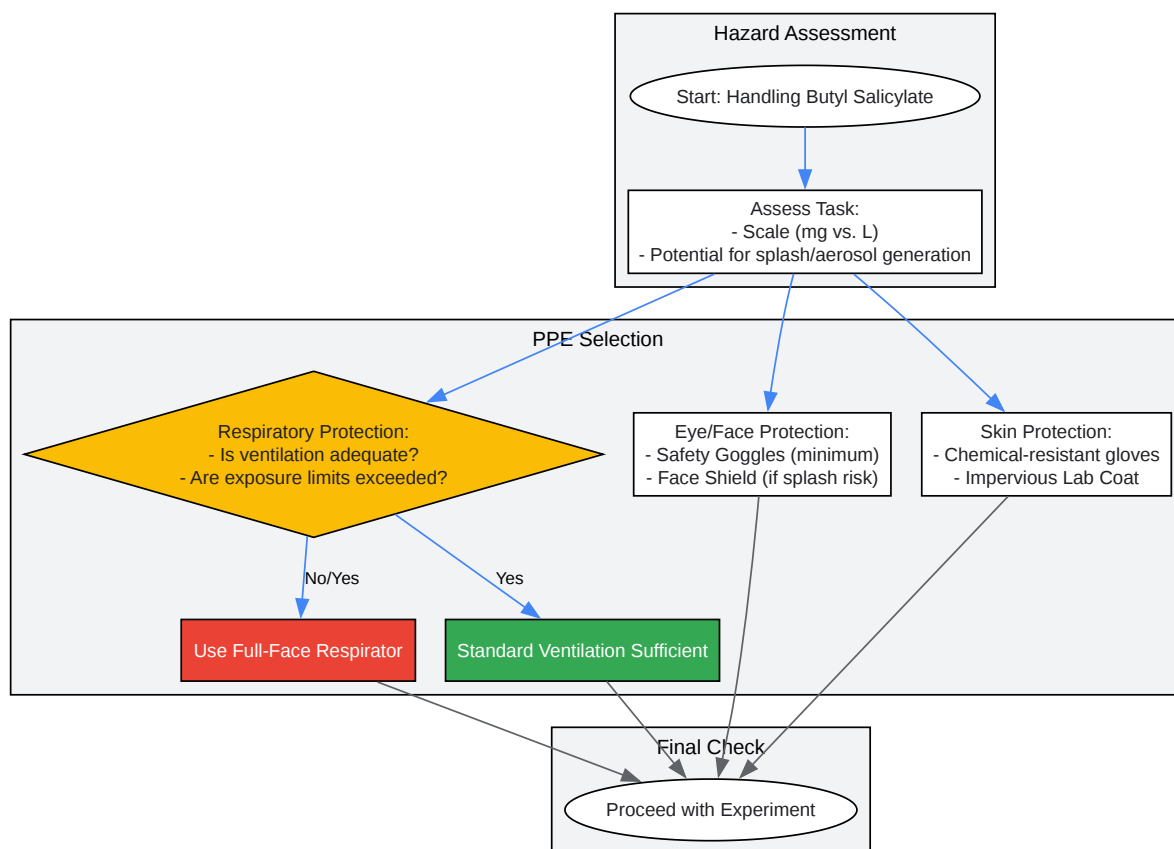 Hazard Assessment
Start: Handling Butyl Salicylate
Assess Task:
- Scale (mg vs. L)
- Potential for splash/aerosol generation
PPE Selection
Respiratory Protection:
- Is ventilation adequate?
- Are exposure limits exceeded?
Eye/Face Protection:
- Safety Goggles (minimum)
- Face Shield (if splash risk)
Skin Protection:
- Chemical-resistant gloves
- Impervious Lab Coat
No/Yes
Yes
Use Full-Face Respirator
Standard Ventilation Sufficient
Final Check
Proceed with Experiment